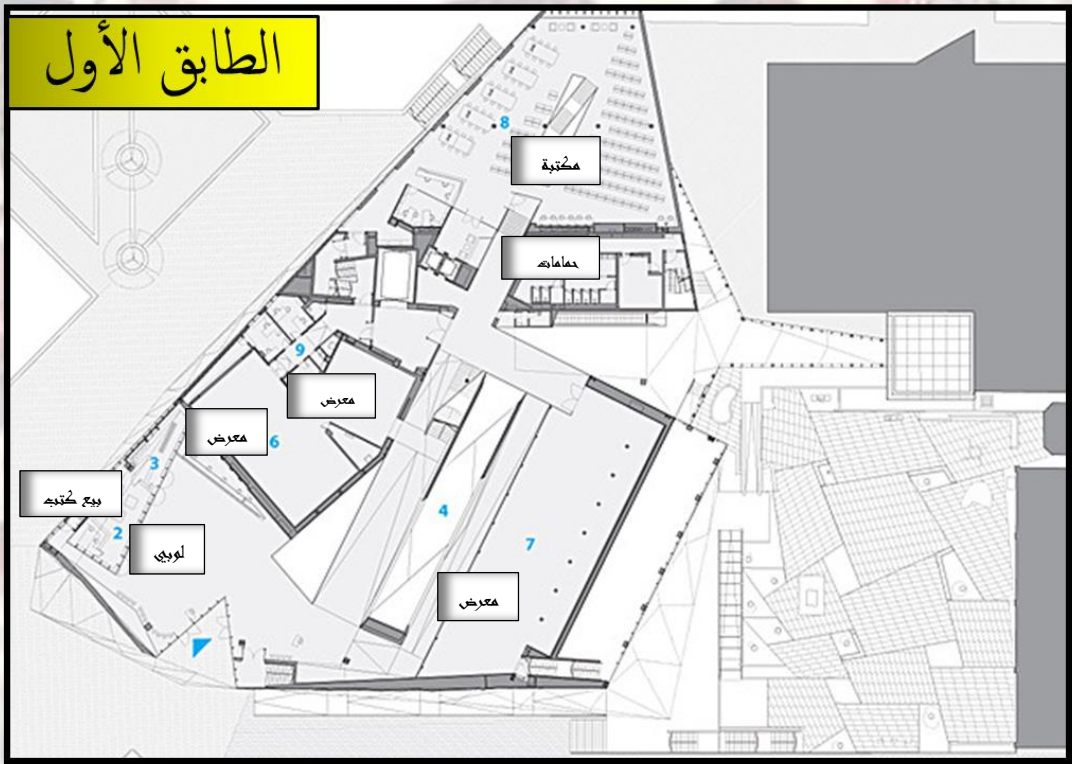 الطابق الأول
8
مكتبة
حمامات
9
معرض
معرض
6
3
بيع كتب
2
لوبي
4
7
معرض